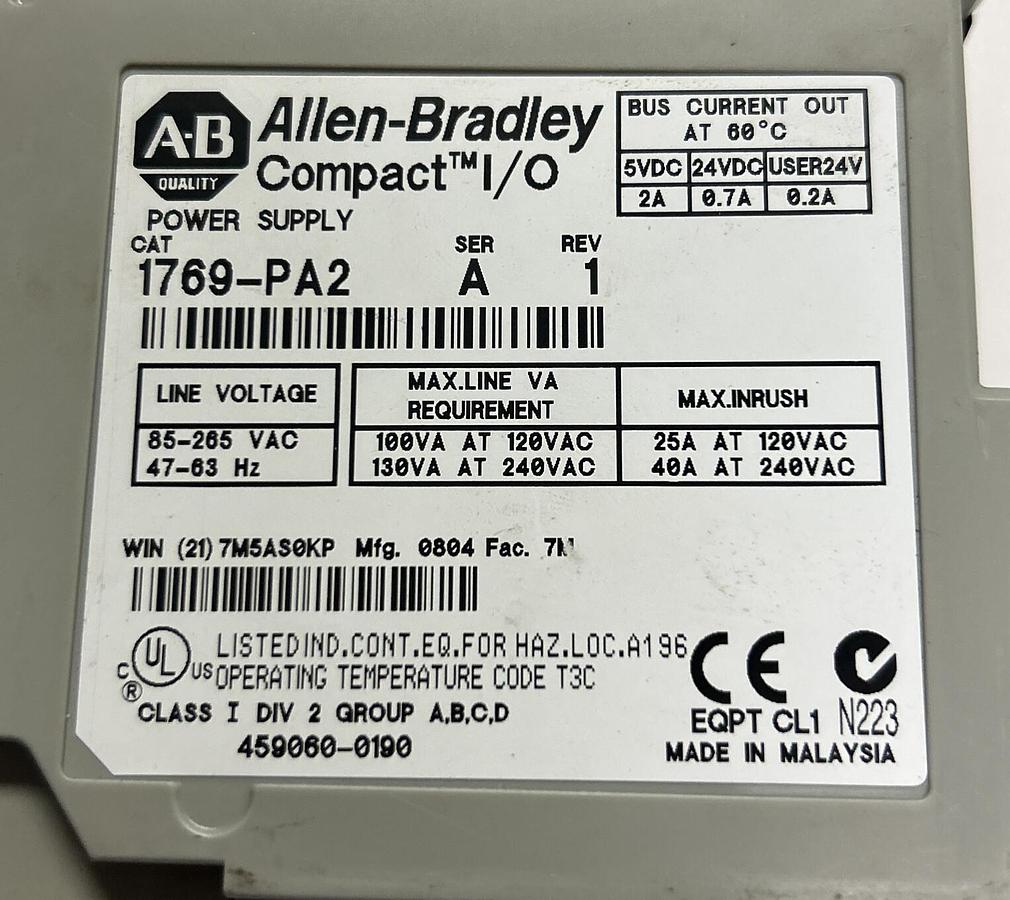 A-B
QUALITY
Allen-Bradley
Compact™ I/O
POWER SUPPLY
BUS CURRENT OUT
AT 60°C
5VDC 24VDC USER24V
2A 0.7A 0.2A
CAT SER REV
1769-PA2 A 1
LINE VOLTAGE
85-265 VAC
47-63 Hz
MAX.LINE VA
REQUIREMENT
100VA AT 120VAC
130VA AT 240VAC
MAX.INRUSH
25A AT 120VAC
40A AT 240VAC
WIN (21) 7M5AS0KP Mfg. 0804 Fac.
C UL US ®
LISTED IND.CONT.EQ.FOR HAZ.LOC.A196
OPERATING TEMPERATURE CODE T3C
CLASS I DIV 2 GROUP A,B,C,D
459060-0190
CE
EQPT CL1 N223
MADE IN MALAYSIA